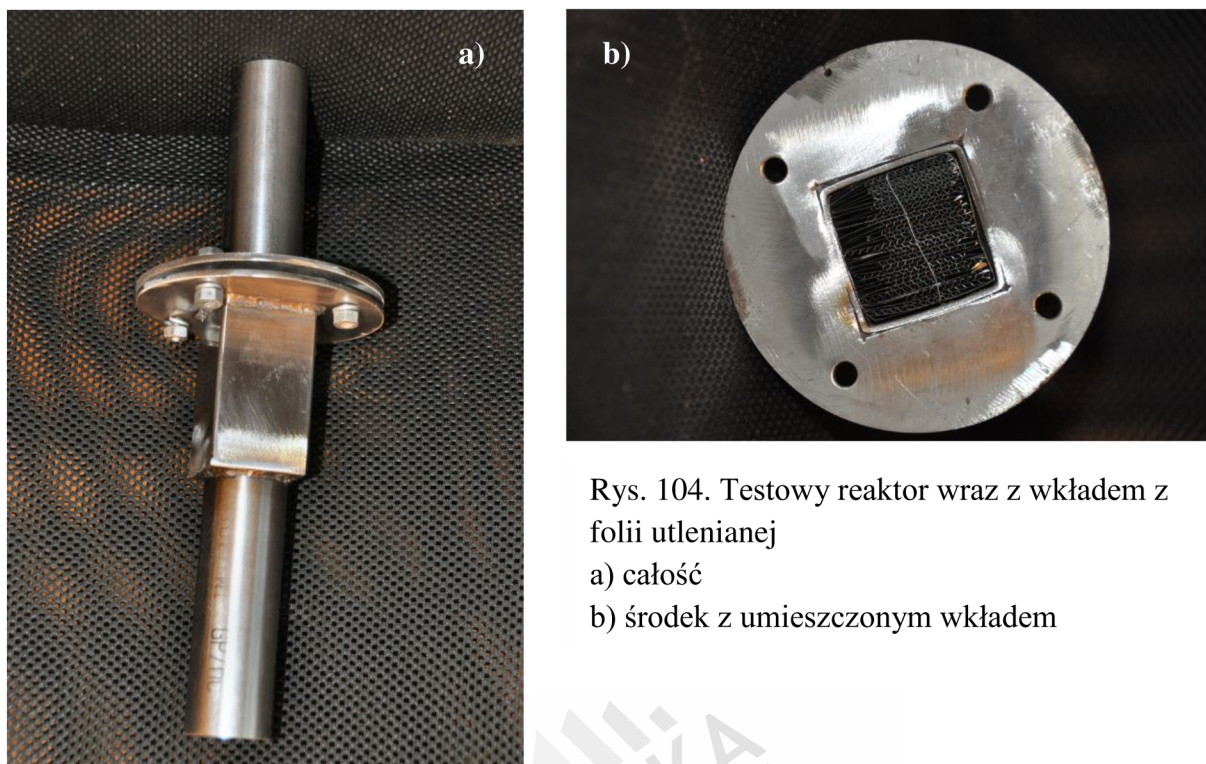 a)
b)
Rys. 104. Testowy reaktor wraz z wkładem z
folii utlenianej
a) całość
b) środek z umieszczonym wkładem